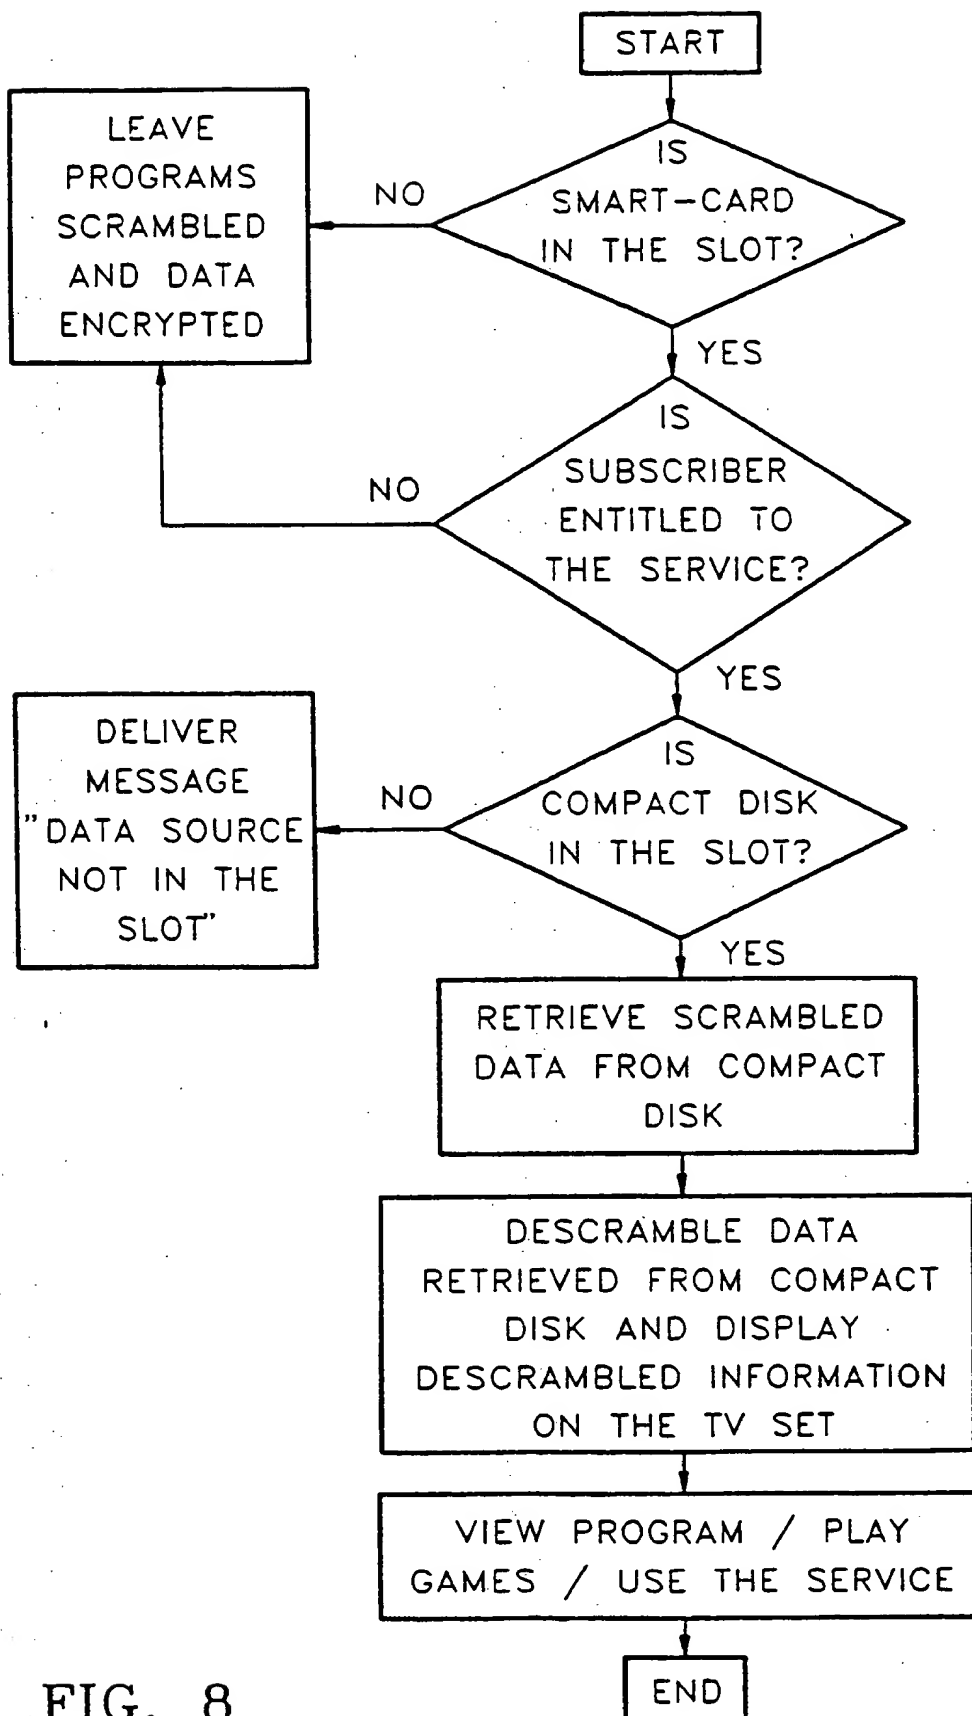 START
IS
SMART-CARD
IN THE SLOT?
NO
LEAVE
PROGRAMS
SCRAMBLED
AND DATA
ENCRYPTED
YES
IS
SUBSCRIBER
ENTITLED TO
THE SERVICE?
NO
YES
IS
COMPACT DISK
IN THE SLOT?
NO
DELIVER
MESSAGE
"DATA SOURCE
NOT IN THE
SLOT"
YES
RETRIEVE SCRAMBLED
DATA FROM COMPACT
DISK
DESCRAMBLE DATA
RETRIEVED FROM COMPACT
DISK AND DISPLAY
DESCRAMBLED INFORMATION
ON THE TV SET
VIEW PROGRAM / PLAY
GAMES / USE THE SERVICE
END
FIG. 8